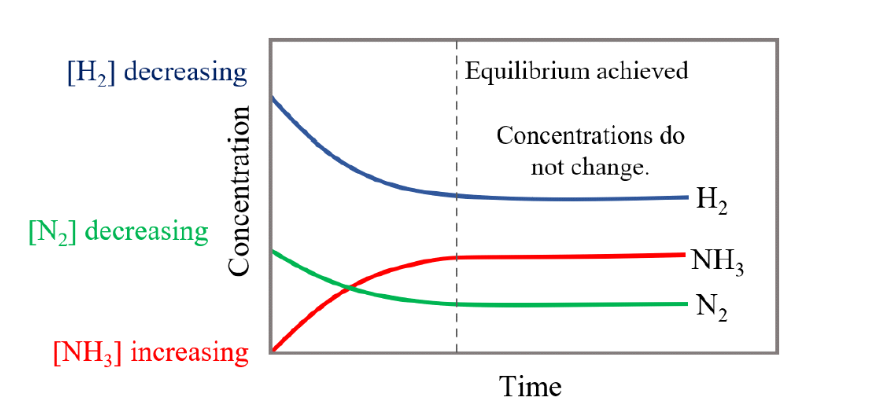 [H₂] decreasing
Equilibrium achieved
Concentrations do
not change.
Concentration
H₂
[N₂] decreasing
NH₃
N₂
[NH₃] increasing
Time